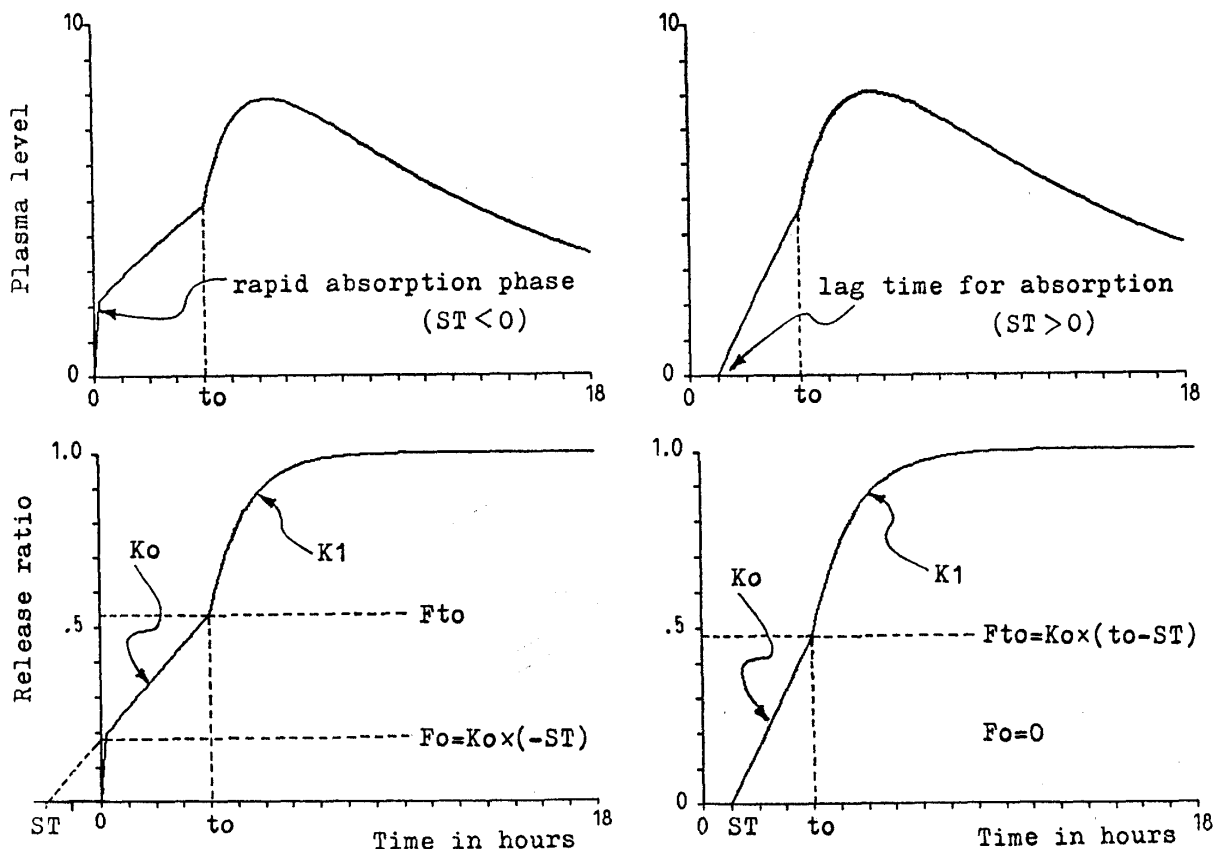 10
Plasma level
rapid absorption phase
(ST<0)
0
0
to
18
10
lag time for absorption
(ST>0)
0
0
to
18
1.0
Release ratio
Ko
K1
Fto
.5
Fo=Ko×(-ST)
ST
0
to
Time in hours
18
1.0
Ko
K1
.5
Fto=Ko×(to-ST)
Fo=0
0
0
ST
to
Time in hours
18